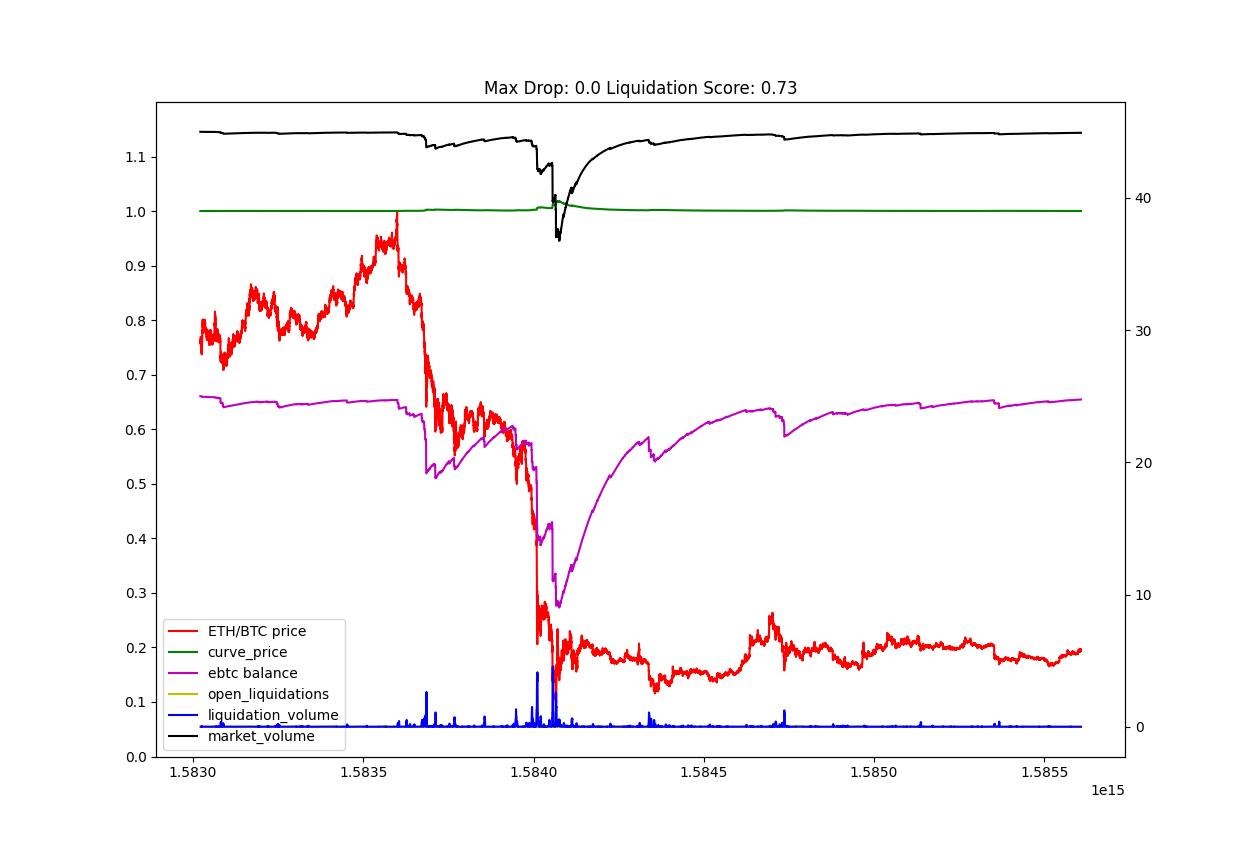 Max Drop: 0.0 Liquidation Score: 0.73
1.1
1.0
0.9
0.8
0.7
0.6
0.5
0.4
0.3
0.2
0.1
0.0
40
30
20
10
0
ETH/BTC price
curve_price
ebtc balance
open_liquidations
liquidation_volume
market_volume
1.5830 1.5835 1.5840 1.5845 1.5850 1.5855
1e15